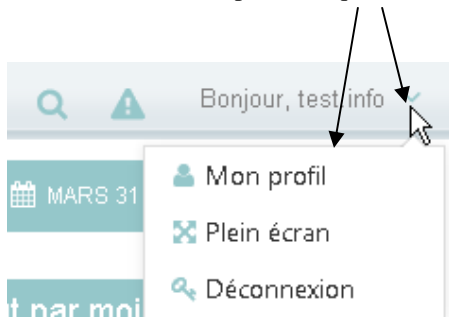 Bonjour, test.info
Mon profil
MARS 31
Plein écran
Déconnexion
t par moi